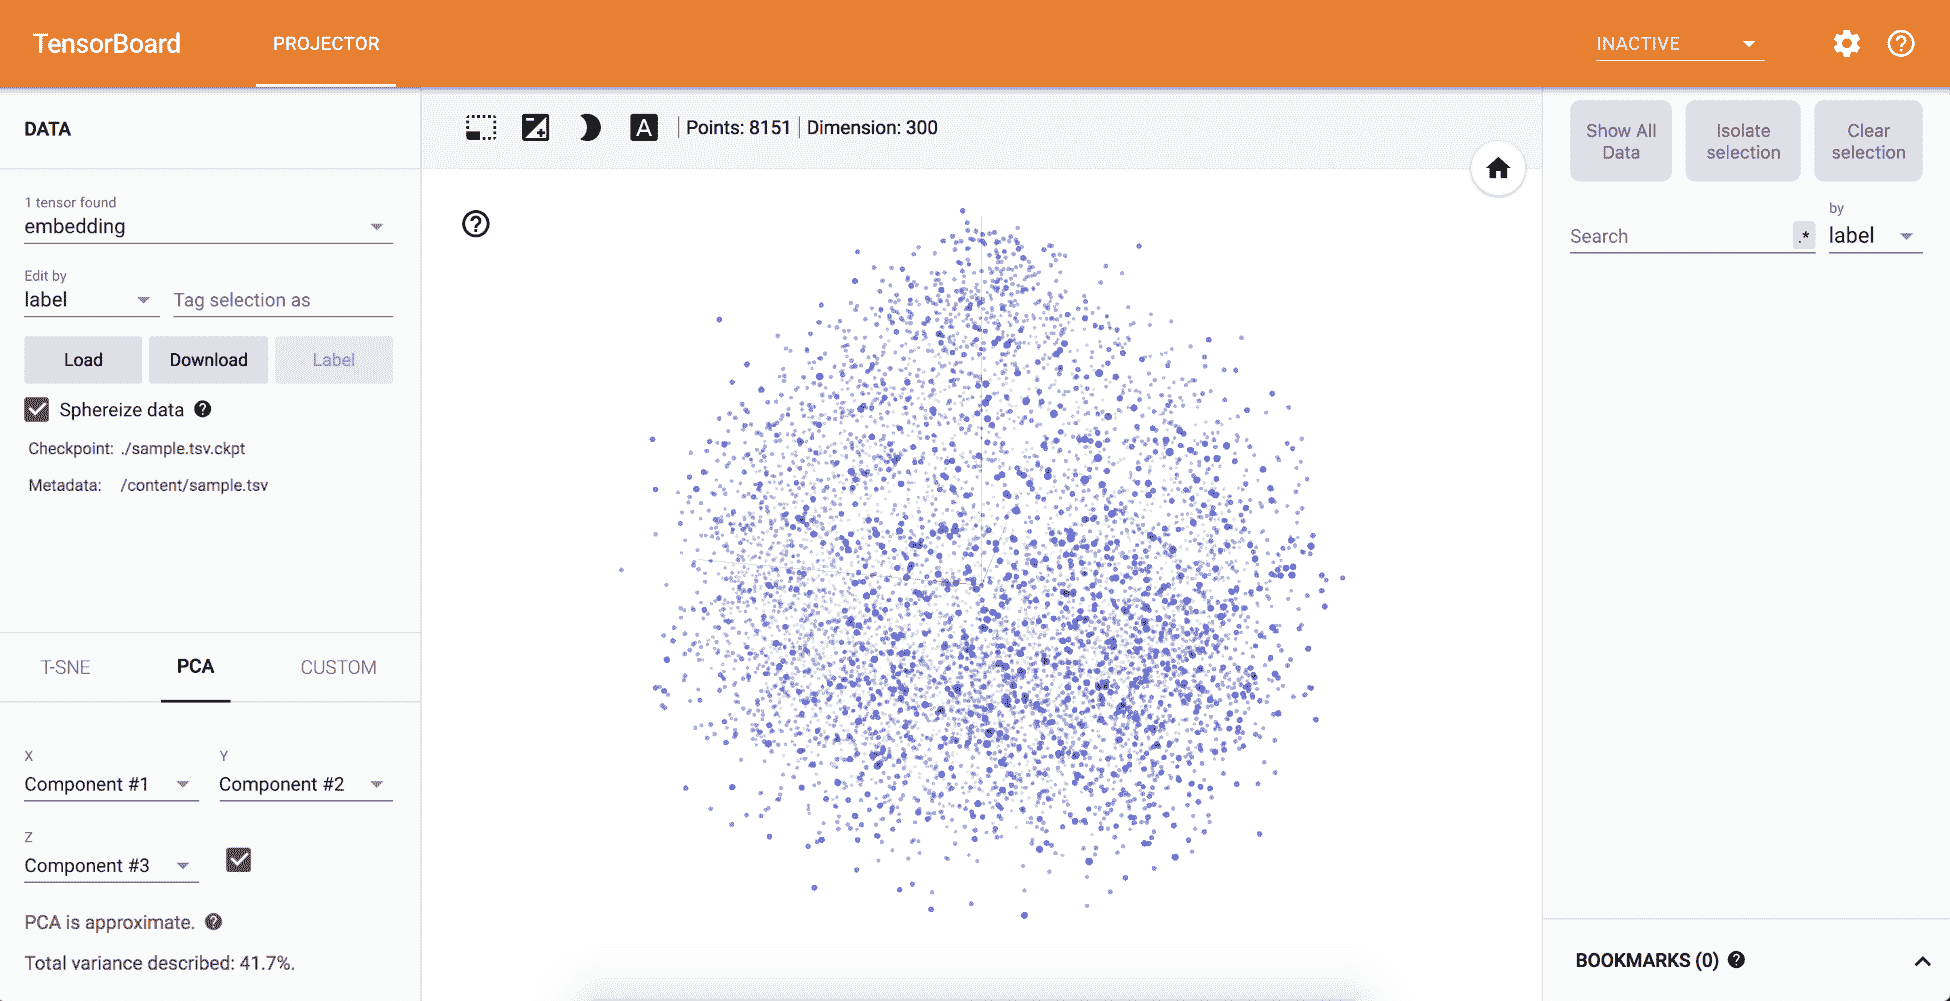 TensorBoard
PROJECTOR
INACTIVE
DATA
1 tensor found
embedding
Edit by
label
Tag selection as
Load
Download
Label
Sphereize data
Checkpoint: ./sample.tsv.ckpt
Metadata: /content/sample.tsv
T-SNE
PCA
CUSTOM
X
Component #1
Y
Component #2
Z
Component #3
PCA is approximate.
Total variance described: 41.7%.
A
Points: 8151
Dimension: 300
Show All
Data
Isolate
selection
Clear
selection
Search
.*
by
label
BOOKMARKS (0)